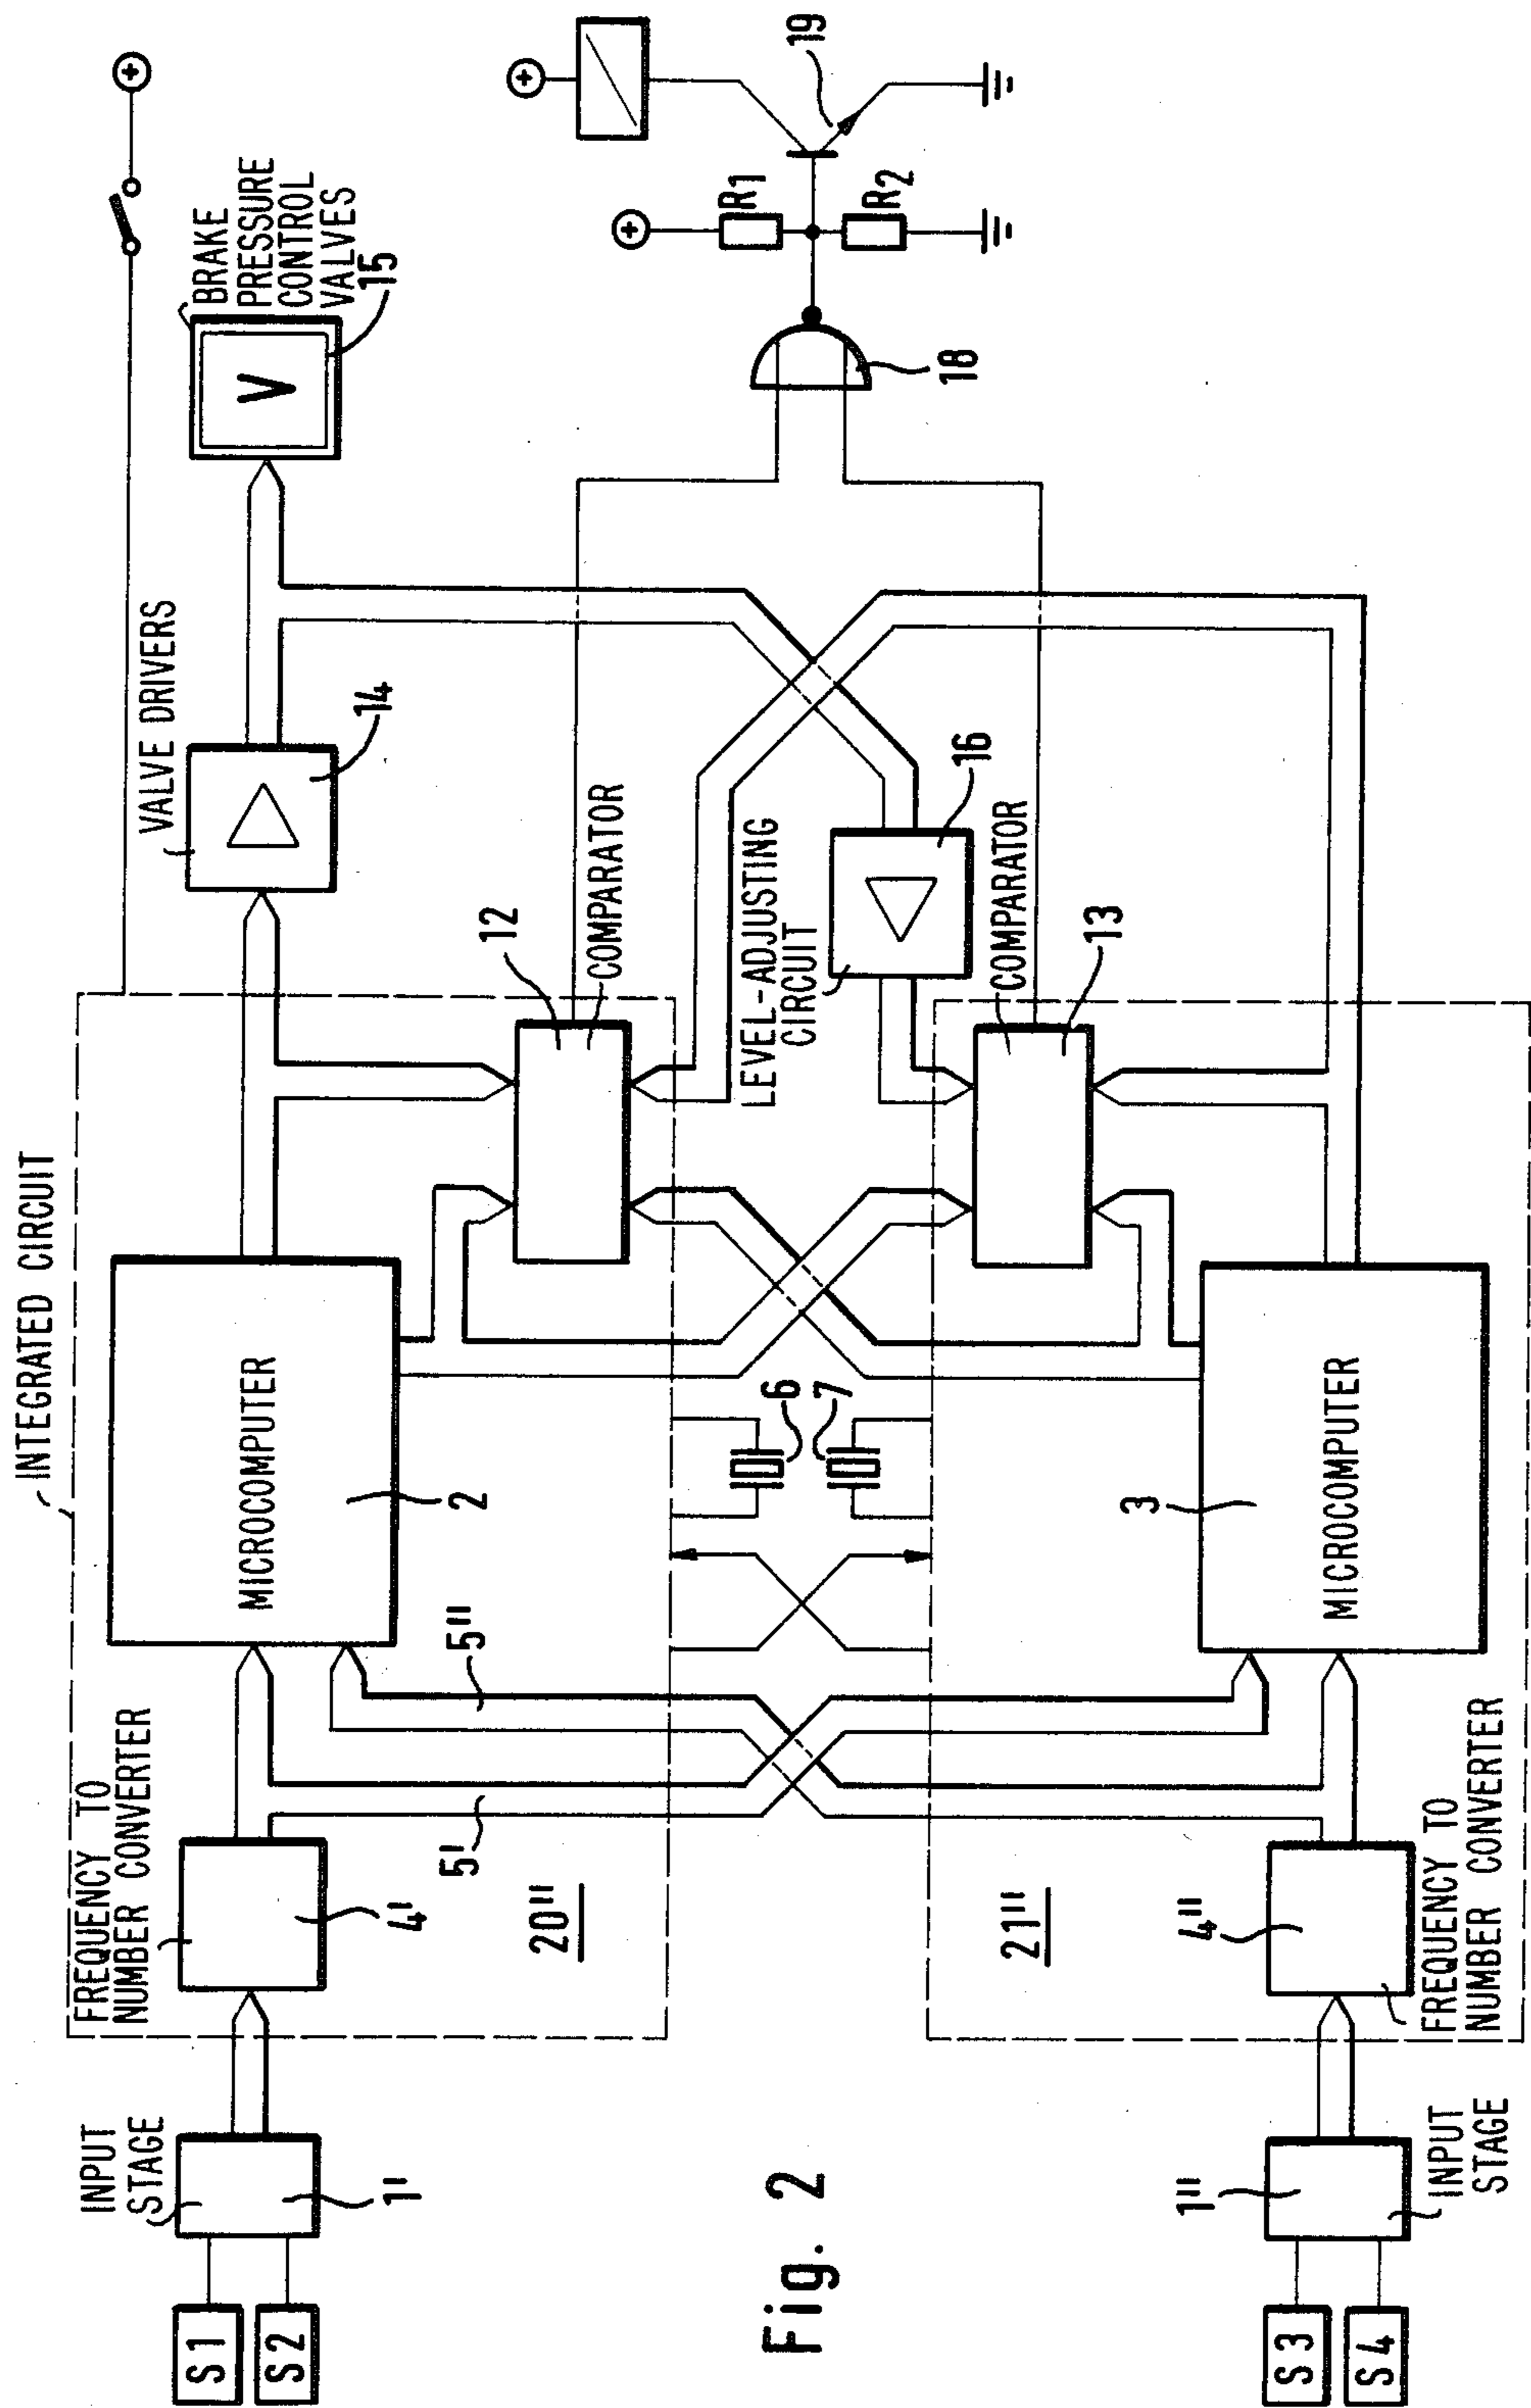 INTEGRATED CIRCUIT
S1
S2
INPUT
STAGE
1'
FREQUENCY TO
NUMBER CONVERTER
4'
5'
5"
20"
MICROCOMPUTER
2
12
COMPARATOR
VALVE DRIVERS
14
BRAKE
PRESSURE
CONTROL
VALVES
15
V
+
6
7
LEVEL-ADJUSTING
CIRCUIT
16
COMPARATOR
13
18
+
R1
R2
+
19
S3
S4
INPUT
STAGE
1"
FREQUENCY TO
NUMBER CONVERTER
4"
21"
MICROCOMPUTER
3
Fig. 2